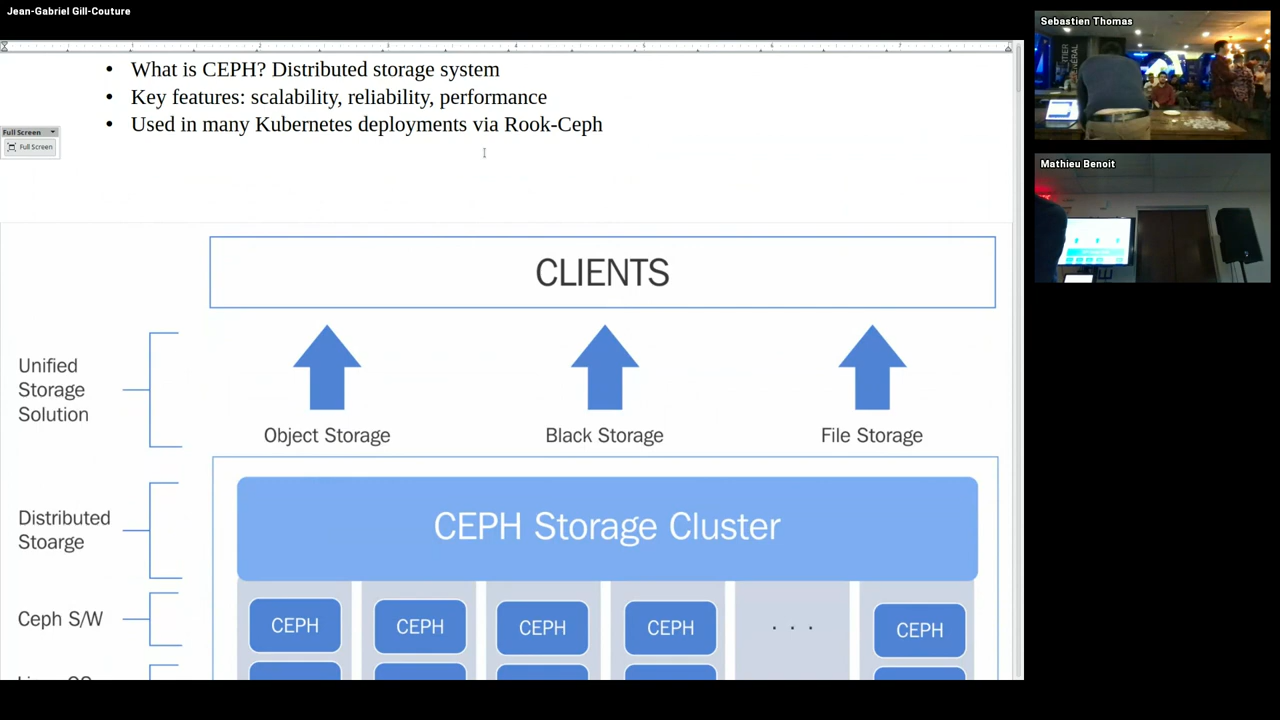 Jean-Gabriel Gill-Couture
Sebastien Thomas
Mathieu Benoit
• What is CEPH? Distributed storage system
• Key features: scalability, reliability, performance
• Used in many Kubernetes deployments via Rook-Ceph
Full Screen
Full Screen
CLIENTS
Unified
Storage
Solution
Object Storage
Black Storage
File Storage
Distributed
Stoarge
CEPH Storage Cluster
Ceph S/W
CEPH
CEPH
CEPH
CEPH
. . .
CEPH